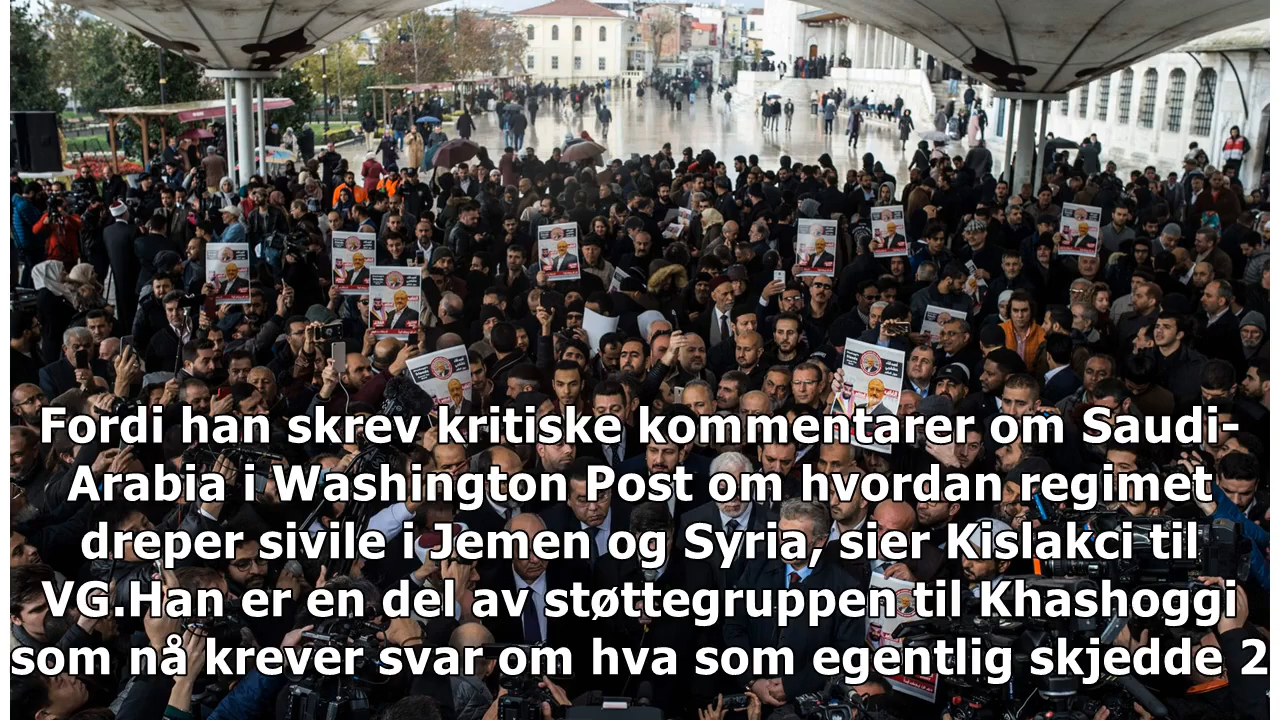 Fordi han skrev kritiske kommentarer om Saudi-
Arabia i Washington Post om hvordan regimet
dreper sivile i Jemen og Syria, sier Kislakci til
VG.Han er en del av støttegruppen til Khashoggi
som nå krever svar om hva som egentlig skjedde 2